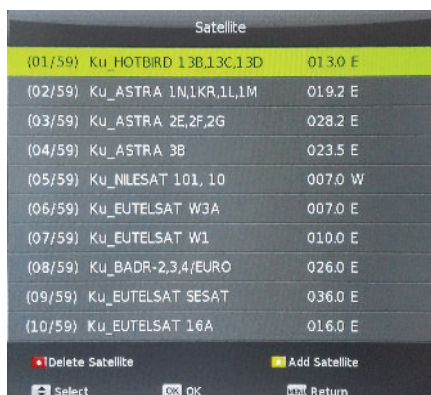 Satellite
(01/59) Ku_HOTBIRD 13B,13C,13D 013.0 E
(02/59) Ku_ASTRA 1N,1KR,1L,1M 019.2 E
(03/59) Ku_ASTRA 2E,2F,2G 028.2 E
(04/59) Ku_ASTRA 3B 023.5 E
(05/59) Ku_NILESAT 101, 10 007.0 W
(06/59) Ku_EUTELSAT W3A 007.0 E
(07/59) Ku_EUTELSAT W1 010.0 E
(08/59) Ku_BADR-2,3,4/EURO 026.0 E
(09/59) Ku_EUTELSAT SESAT 036.0 E
(10/59) Ku_EUTELSAT 16A 016.0 E
Delete Satellite Add Satellite
Select OK OK MENU Return